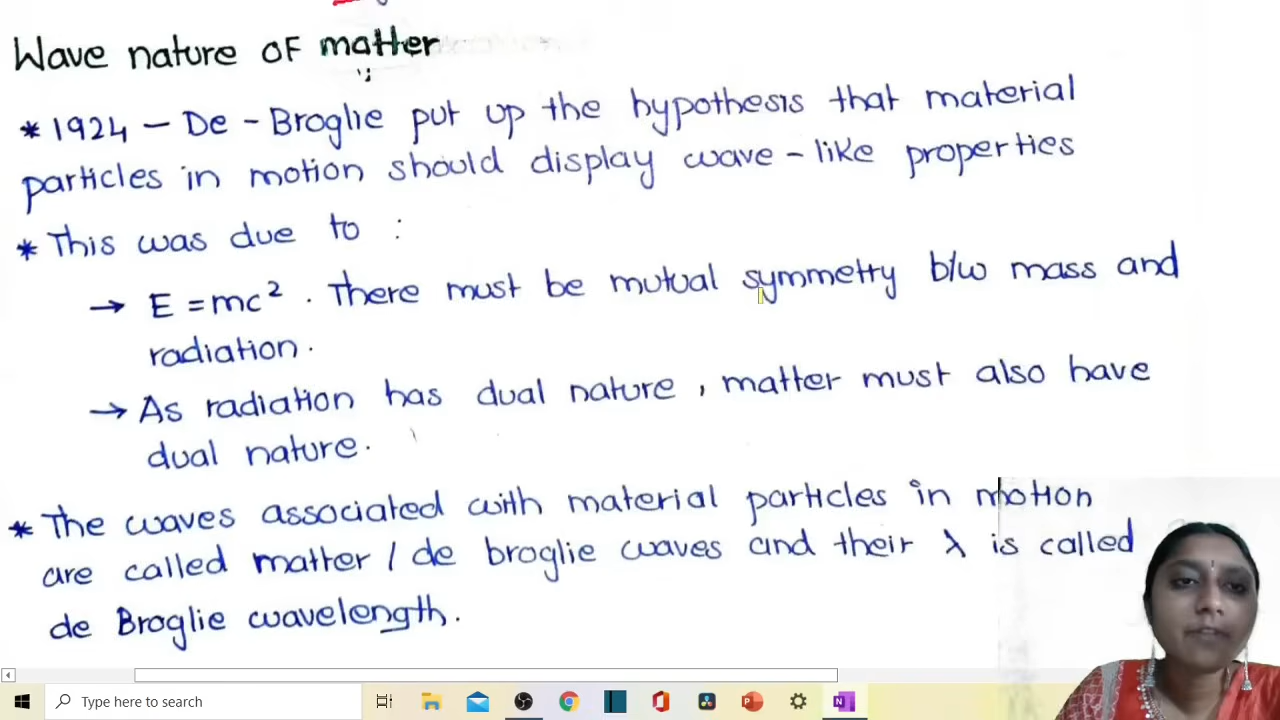 Wave nature of matter
* 1924 - De - Broglie put up the hypothesis that material
particles in motion should display wave - like properties
* This was due to :
→ E = mc². There must be mutual symmetry b/w mass and
radiation.
→ As radiation has dual nature, matter must also have
dual nature.
* The waves associated with material particles in motion
are called matter / de broglie waves and their λ is called
de Broglie wavelength.
Type here to search